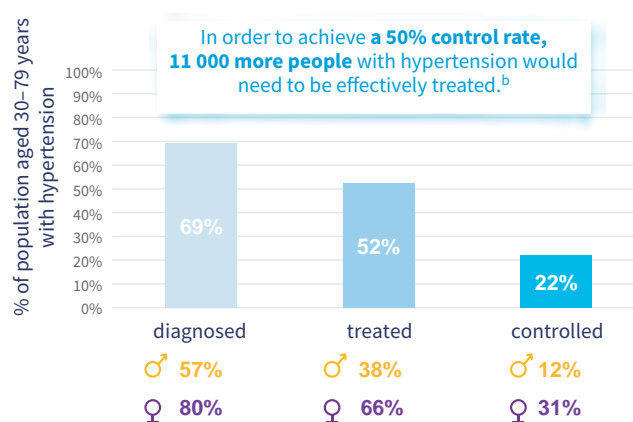 In order to achieve a 50% control rate,
11 000 more people with hypertension would
need to be effectively treated.b
% of population aged 30–79 years
with hypertension
100%
90%
80%
70%
60%
50%
40%
30%
20%
10%
0%
69%
52%
22%
diagnosed
treated
controlled
♂ 57%
♂ 38%
♂ 12%
♀ 80%
♀ 66%
♀ 31%